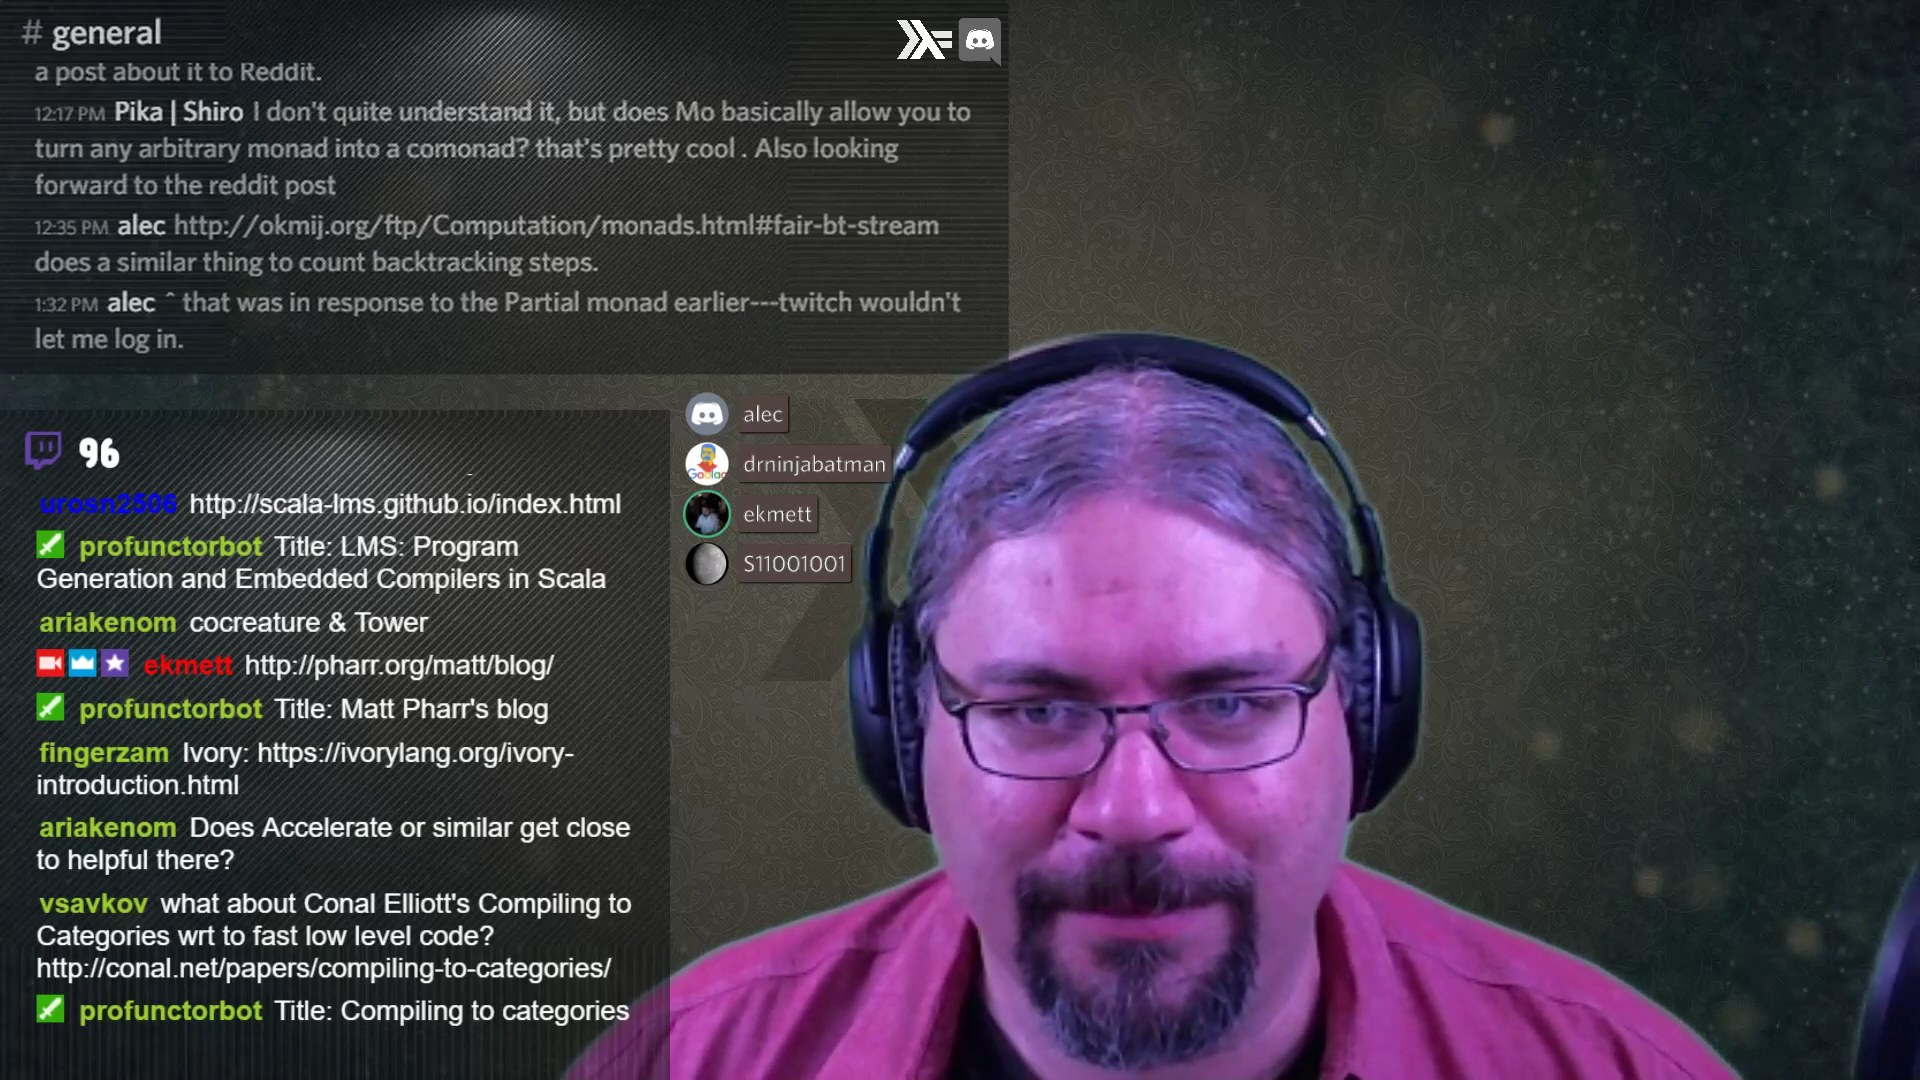 # general
a post about it to Reddit.
12:17 PM Pika | Shiro I don't quite understand it, but does Mo basically allow you to
turn any arbitrary monad into a comonad? that's pretty cool . Also looking
forward to the reddit post
12:35 PM alec http://okmij.org/ftp/Computation/monads.html#fair-bt-stream
does a similar thing to count backtracking steps.
1:32 PM alec ^ that was in response to the Partial monad earlier---twitch wouldn't
let me log in.
alec
drninjabatman
ekmett
S11001001
96
urosn2506 http://scala-lms.github.io/index.html
profunctorbot Title: LMS: Program
Generation and Embedded Compilers in Scala
ariakenom cocreature & Tower
ekmett http://pharr.org/matt/blog/
profunctorbot Title: Matt Pharr's blog
fingerzam Ivory: https://ivorylang.org/ivory-
introduction.html
ariakenom Does Accelerate or similar get close
to helpful there?
vsavkov what about Conal Elliott's Compiling to
Categories wrt to fast low level code?
http://conal.net/papers/compiling-to-categories/
profunctorbot Title: Compiling to categories